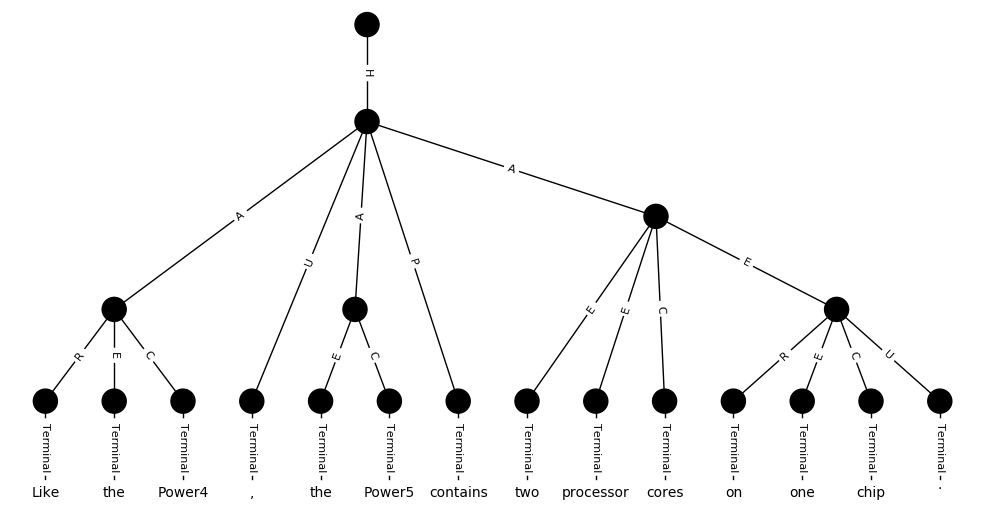 H
A
A
U
A
P
E
E
E
C
R
E
C
E
C
R
E
C
U
Terminal Terminal Terminal Terminal Terminal Terminal Terminal Terminal Terminal Terminal Terminal Terminal Terminal Terminal
Like the Power4 , the Power5 contains two processor cores on one chip .